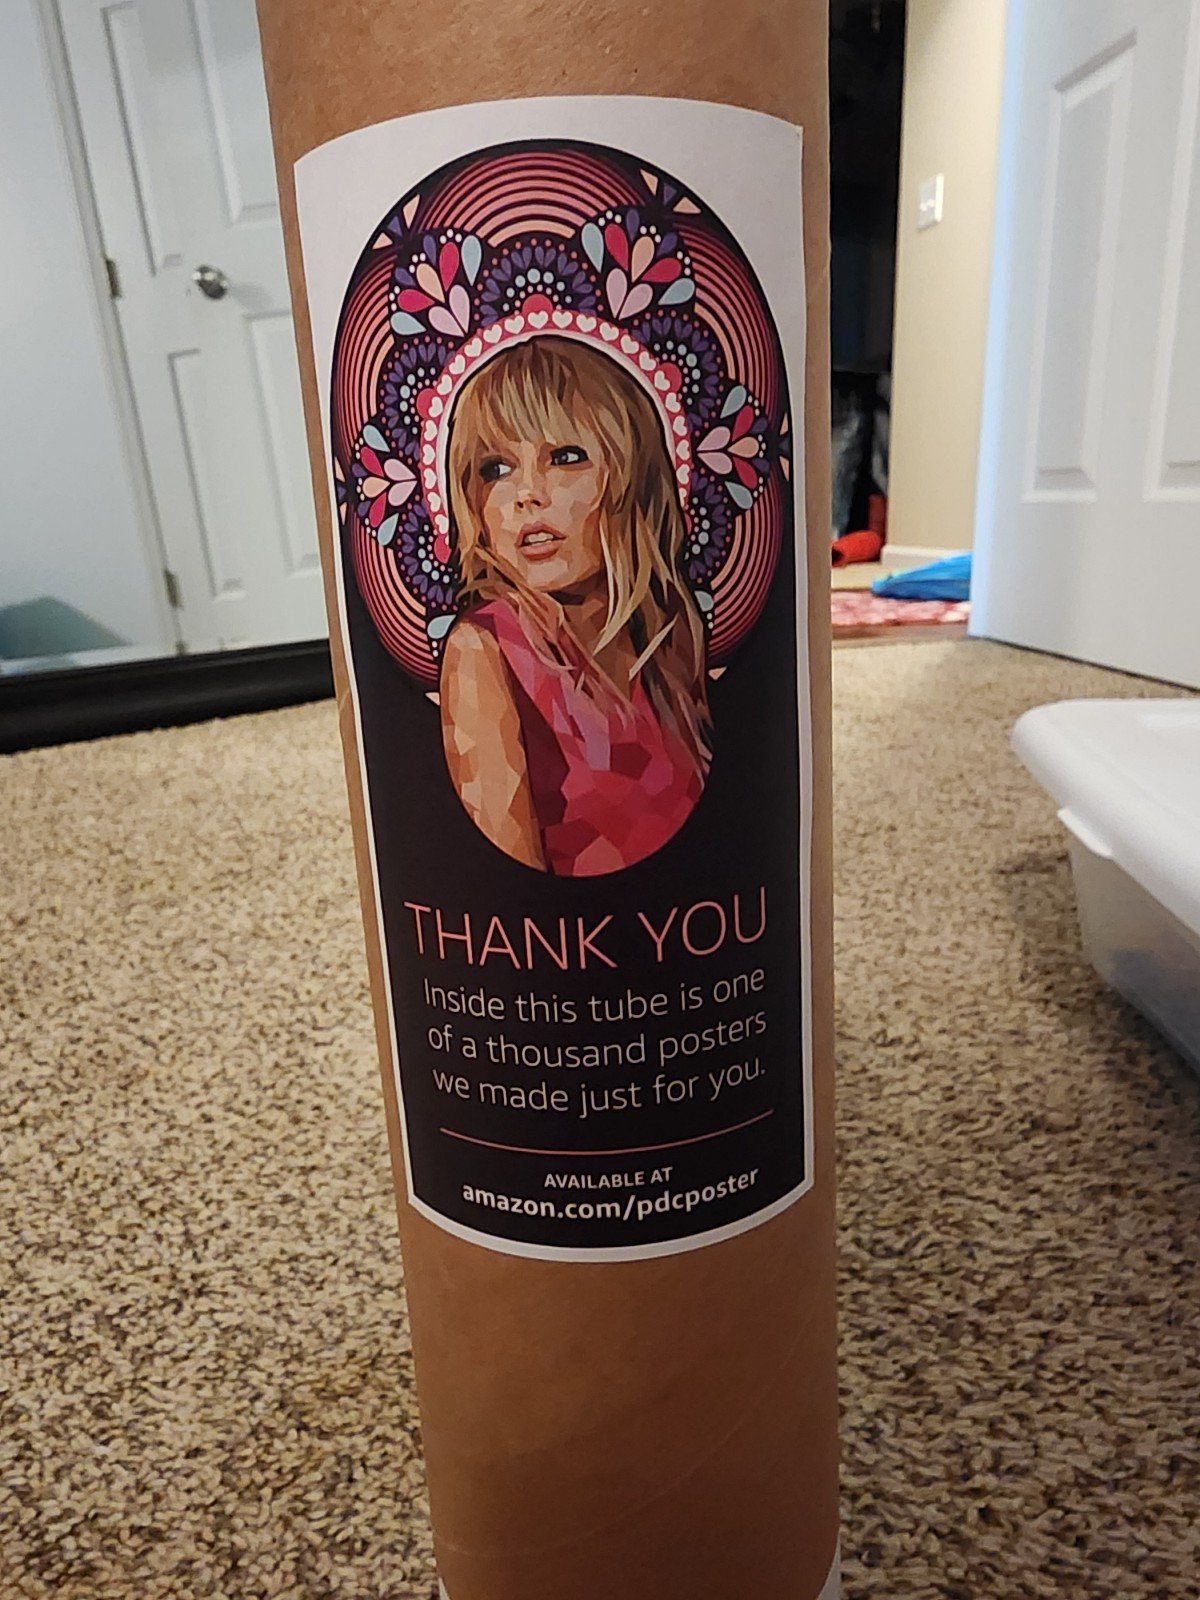 THANK YOU
Inside this tube is one
of a thousand posters
we made just for you.
AVAILABLE AT
amazon.com/pdcposter